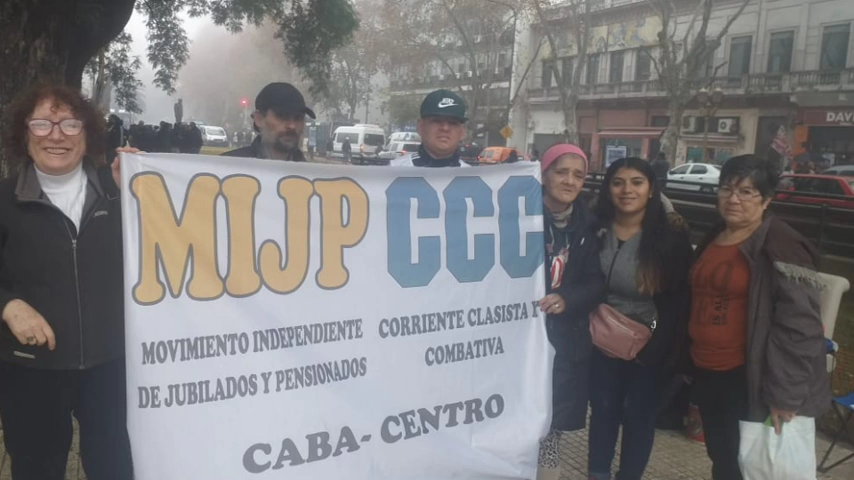 MIJP CCC
MOVIMIENTO INDEPENDIENTE
DE JUBILADOS Y PENSIONADOS
CORRIENTE CLASISTA Y
COMBATIVA
CABA- CENTRO
DAV